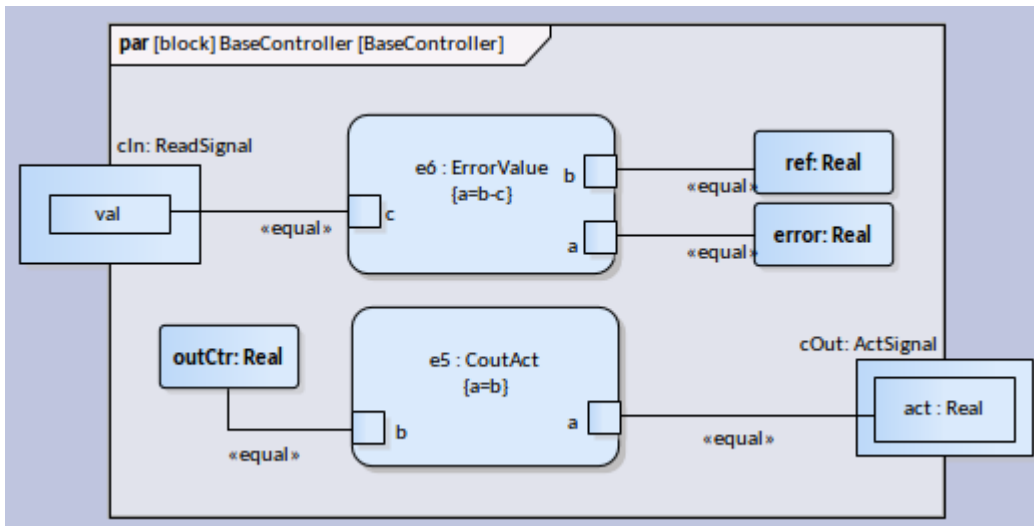 par [block] BaseController [BaseController]
cIn: ReadSignal
val
«equal»
c
e6 : ErrorValue
{a=b-c}
b
a
«equal»
ref: Real
«equal»
error: Real
outCtr: Real
«equal»
b
e5 : CoutAct
{a=b}
a
«equal»
cOut: ActSignal
act : Real